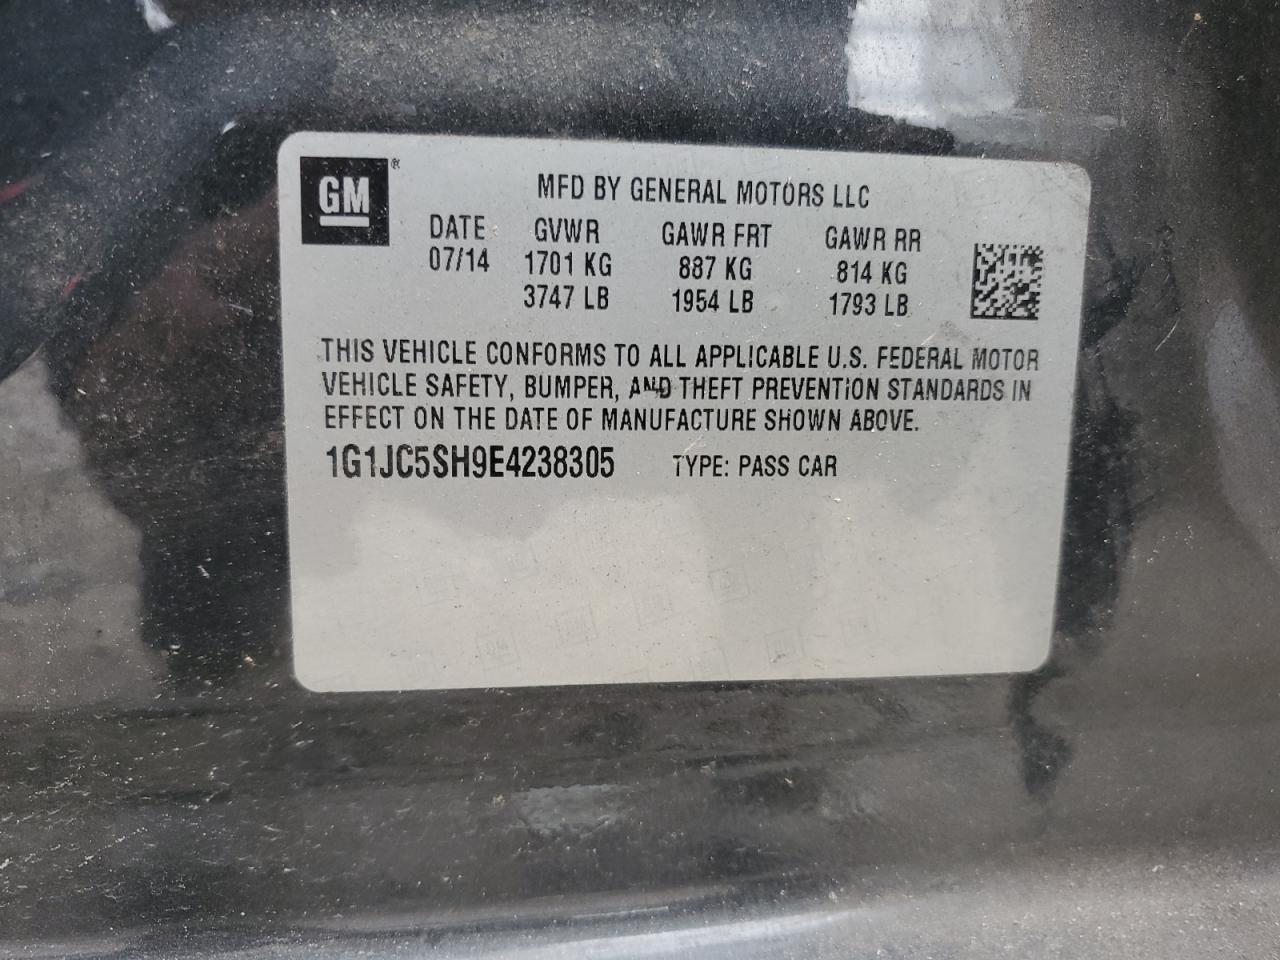 GM®
MFD BY GENERAL MOTORS LLC
DATE GVWR GAWR FRT GAWR RR
07/14 1701 KG 887 KG 814 KG
3747 LB 1954 LB 1793 LB
THIS VEHICLE CONFORMS TO ALL APPLICABLE U.S. FEDERAL MOTOR
VEHICLE SAFETY, BUMPER, AND THEFT PREVENTION STANDARDS IN
EFFECT ON THE DATE OF MANUFACTURE SHOWN ABOVE.
1G1JC5SH9E4238305 TYPE: PASS CAR